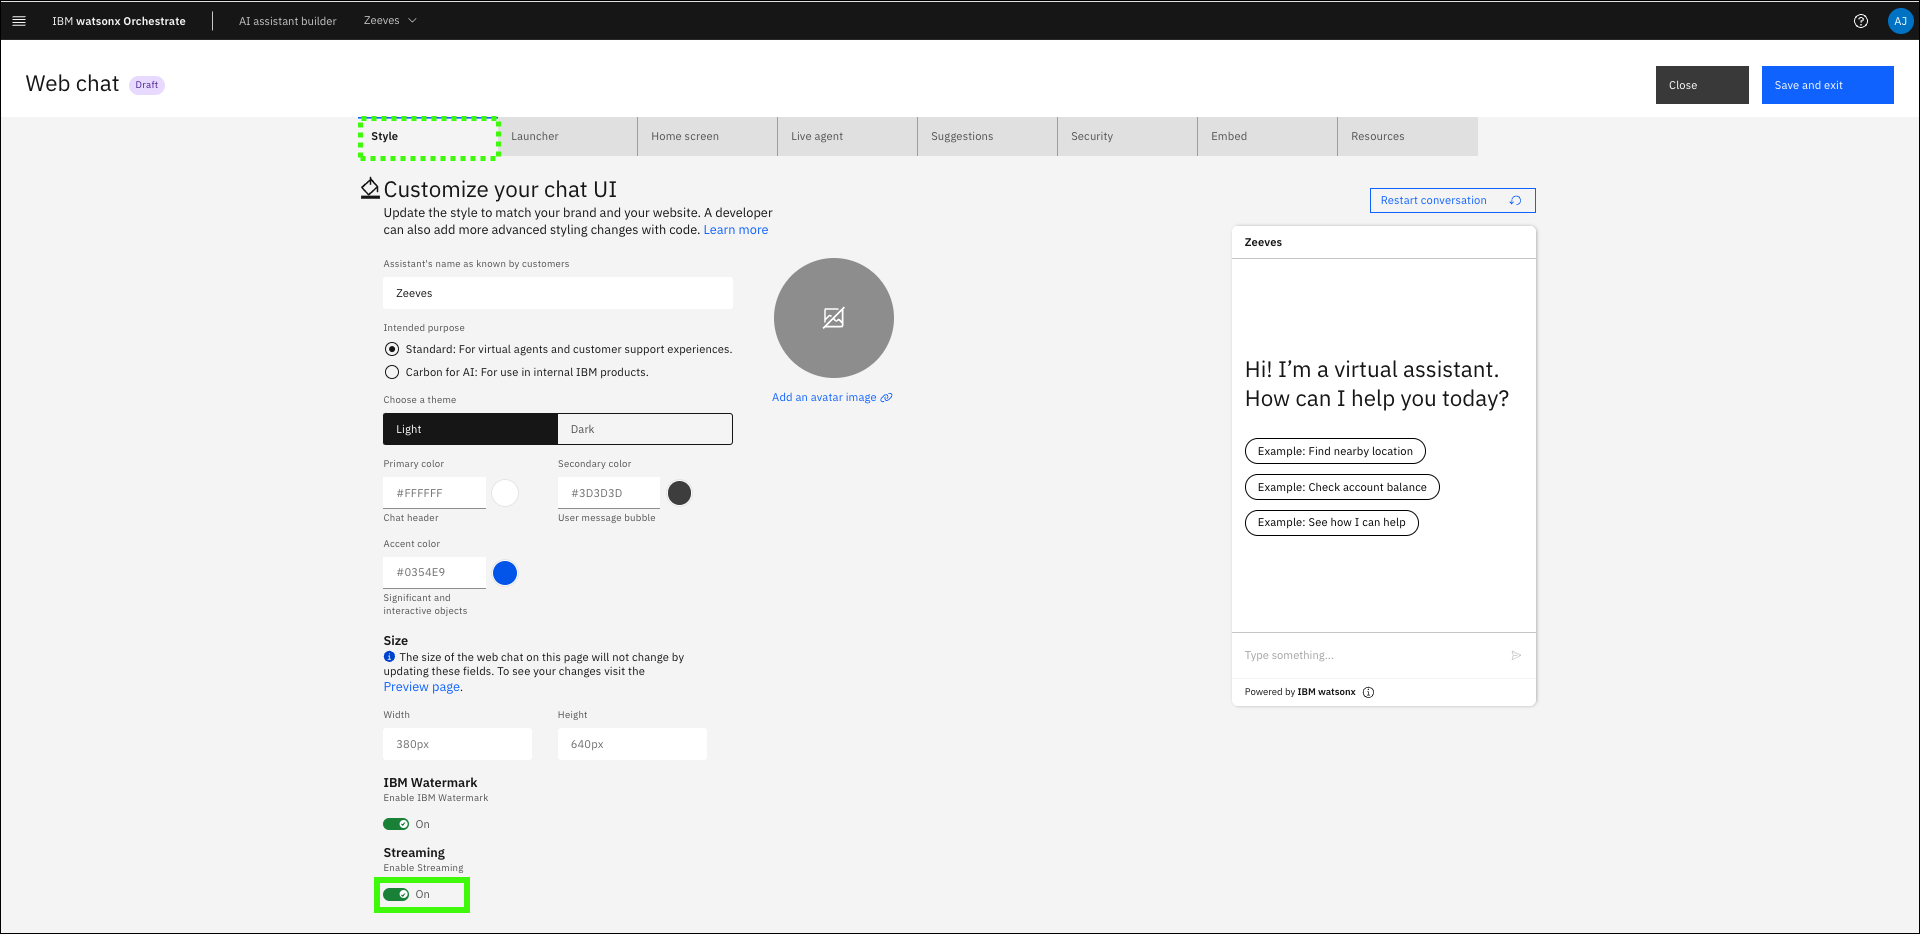 IBM watsonx Orchestrate
AI assistant builder
Zeeves
AJ
Web chat
Draft
Close
Save and exit
Style
Launcher
Home screen
Live agent
Suggestions
Security
Embed
Resources
Customize your chat UI
Update the style to match your brand and your website. A developer
can also add more advanced styling changes with code. Learn more
Assistant's name as known by customers
Zeeves
Intended purpose
Standard: For virtual agents and customer support experiences.
Carbon for AI: For use in internal IBM products.
Choose a theme
Light
Dark
Primary color
Secondary color
#FFFFFF
#3D3D3D
Chat header
User message bubble
Accent color
#0354E9
Significant and
interactive objects
Add an avatar image
Size
The size of the web chat on this page will not change by
updating these fields. To see your changes visit the
Preview page.
Width
Height
380px
640px
IBM Watermark
Enable IBM Watermark
On
Streaming
Enable Streaming
On
Restart conversation
Zeeves
Hi! I’m a virtual assistant.
How can I help you today?
Example: Find nearby location
Example: Check account balance
Example: See how I can help
Type something...
Powered by IBM watsonx